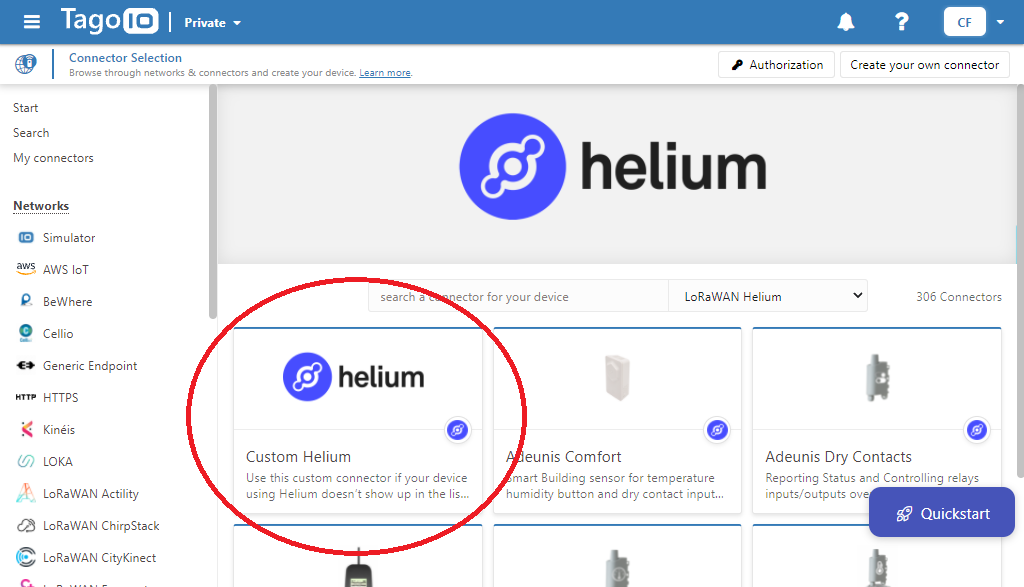 TagoIO
Private
CF
Connector Selection
Browse through networks & connectors and create your device. Learn more.
Authorization
Create your own connector
Start
Search
My connectors
Networks
Simulator
aws AWS IoT
BeWhere
Cellio
Generic Endpoint
HTTP HTTPS
Kinéis
LOKA
LoRaWAN Actility
LoRaWAN ChirpStack
LoRaWAN CityKinect
helium
search a connector for your device
LoRaWAN Helium
306 Connectors
helium
Custom Helium
Use this custom connector if your device
using Helium doesn't show up in the lis...
Adeunis Comfort
Smart Building sensor for temperature
humidity button and dry contact input...
Adeunis Dry Contacts
Reporting Status and Controlling relays
inputs/outputs ove
Quickstart